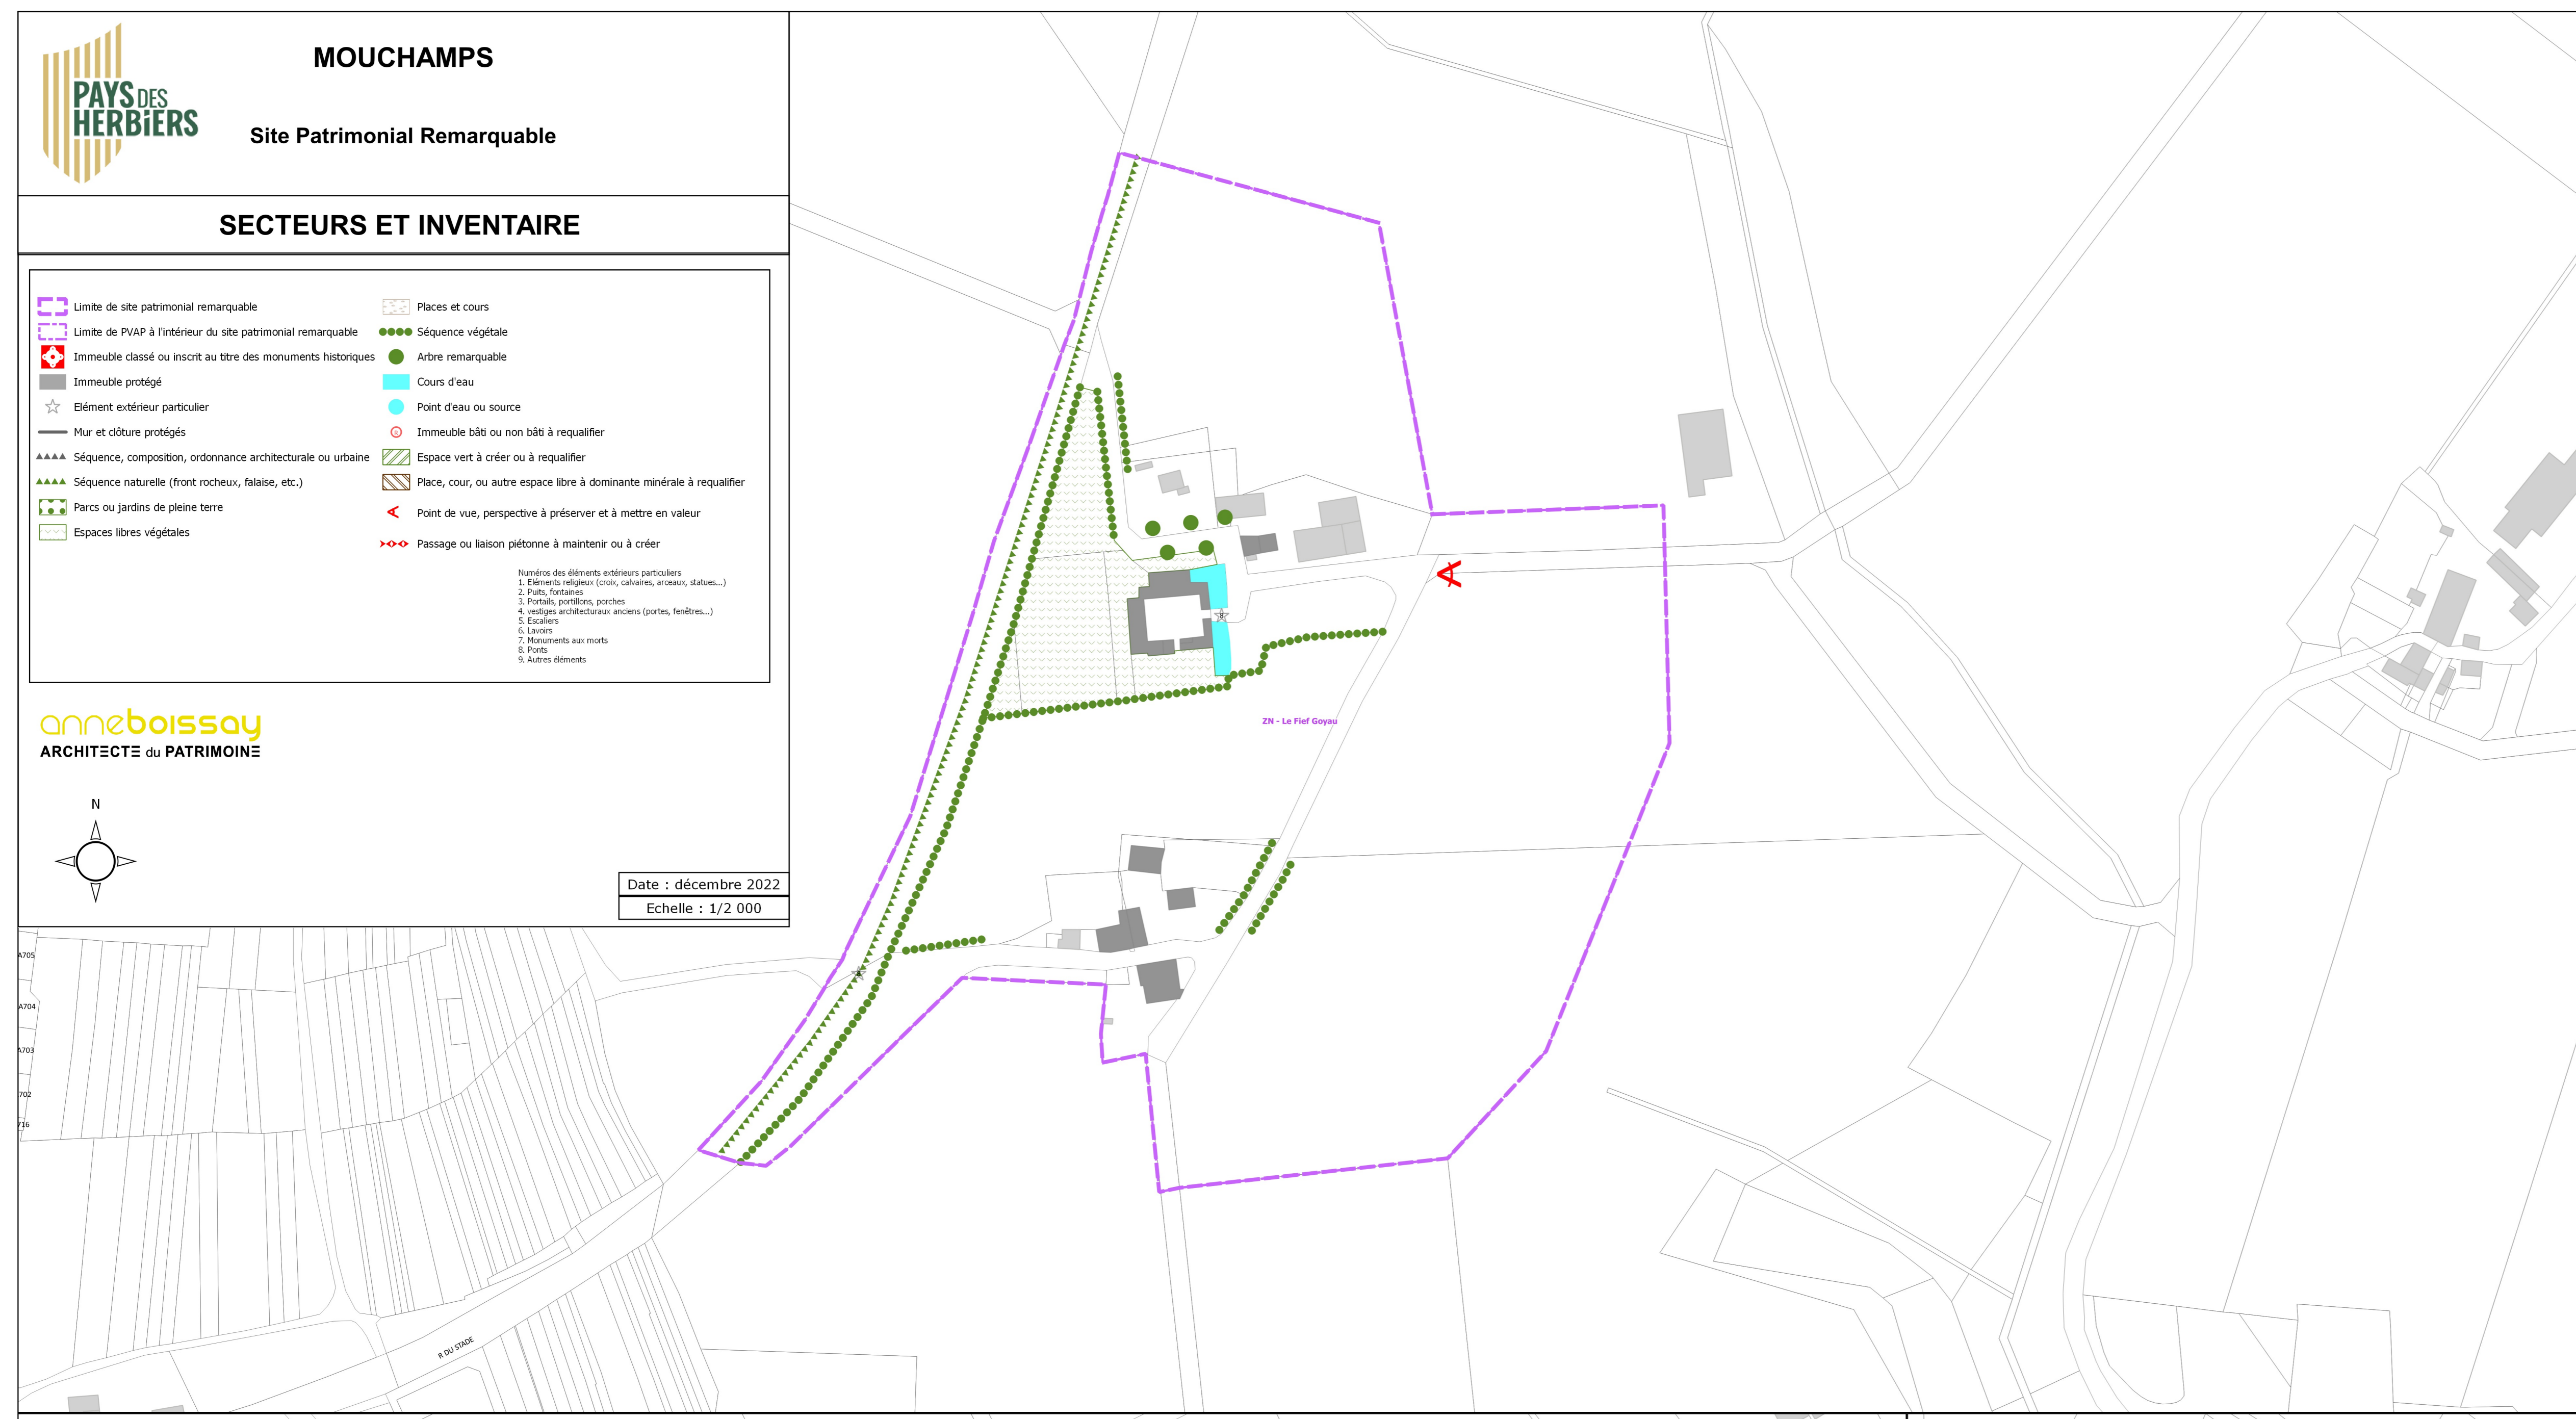 PAYS DES
HERBiERS
MOUCHAMPS
Site Patrimonial Remarquable
SECTEURS ET INVENTAIRE
Limite de site patrimonial remarquable
Limite de PVAP à l'intérieur du site patrimonial remarquable
Immeuble classé ou inscrit au titre des monuments historiques
Immeuble protégé
Elément extérieur particulier
Mur et clôture protégés
Séquence, composition, ordonnance architecturale ou urbaine
Séquence naturelle (front rocheux, falaise, etc.)
Parcs ou jardins de pleine terre
Espaces libres végétales
Places et cours
Séquence végétale
Arbre remarquable
Cours d'eau
Point d'eau ou source
Immeuble bâti ou non bâti à requalifier
Espace vert à créer ou à requalifier
Place, cour, ou autre espace libre à dominante minérale à requalifier
Point de vue, perspective à préserver et à mettre en valeur
Passage ou liaison piétonne à maintenir ou à créer
Numéros des éléments extérieurs particuliers
1. Eléments religieux (croix, calvaires, arceaux, statues...)
2. Puits, fontaines
3. Portails, portillons, porches
4. vestiges architecturaux anciens (portes, fenêtres...)
5. Escaliers
6. Lavoirs
7. Monuments aux morts
8. Ponts
9. Autres éléments
anneboissay
ARCHITECTE du PATRIMOINE
N
Date : décembre 2022
Echelle : 1/2 000
ZN - Le Fief Goyau
A705
A704
A703
702
716
R DU STADE